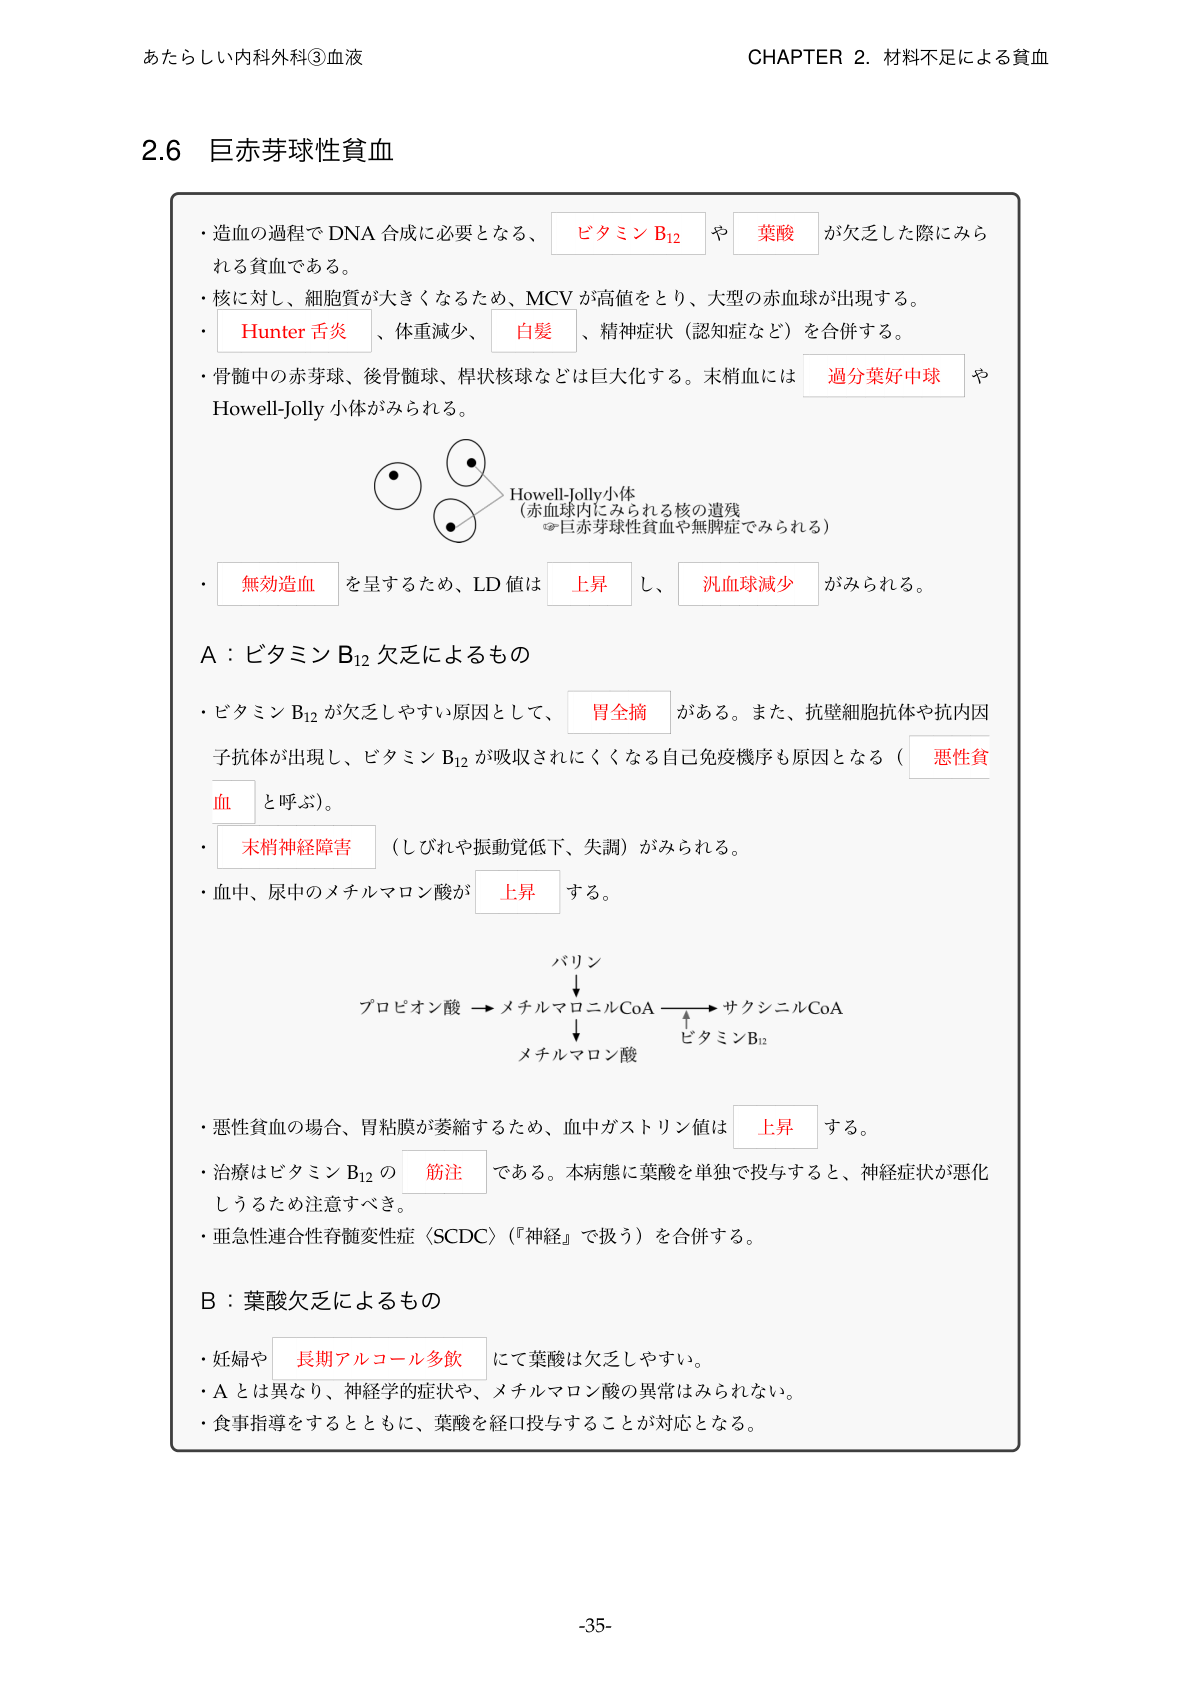 あたらしい内科外科③血液
CHAPTER 2. 材料不足による貧血
2.6 巨赤芽球性貧血
・造血の過程で DNA 合成に必要となる、 ビタミン B₁₂ や 葉酸 が欠乏した際にみら
れる貧血である。
・核に対し、細胞質が大きくなるため、MCV が高値をとり、大型の赤血球が出現する。
・ Hunter 舌炎 、体重減少、 白髪 、精神症状（認知症など）を合併する。
・骨髄中の赤芽球、後骨髄球、桿状核球などは巨大化する。末梢血には 過分葉好中球 や
Howell-Jolly 小体がみられる。
Howell-Jolly小体
（赤血球内にみられる核の遺残
☞巨赤芽球性貧血や無脾症でみられる）
・ 無効造血 を呈するため、LD 値は 上昇 し、 汎血球減少 がみられる。
A：ビタミン B₁₂ 欠乏によるもの
・ビタミン B₁₂ が欠乏しやすい原因として、 胃全摘 がある。また、抗壁細胞抗体や抗内因
子抗体が出現し、ビタミン B₁₂ が吸収されにくくなる自己免疫機序も原因となる（ 悪性貧
血 と呼ぶ）。
・ 末梢神経障害 （しびれや振動覚低下、失調）がみられる。
・血中、尿中のメチルマロン酸が 上昇 する。
バリン
プロピオン酸 → メチルマロニルCoA → サクシニルCoA
ビタミンB₁₂
メチルマロン酸
・悪性貧血の場合、胃粘膜が萎縮するため、血中ガストリン値は 上昇 する。
・治療はビタミン B₁₂ の 筋注 である。本病態に葉酸を単独で投与すると、神経症状が悪化
しうるため注意すべき。
・亜急性連合性脊髄変性症〈SCDC〉（『神経』で扱う）を合併する。
B：葉酸欠乏によるもの
・妊婦や 長期アルコール多飲 にて葉酸は欠乏しやすい。
・A とは異なり、神経学的症状や、メチルマロン酸の異常はみられない。
・食事指導をするとともに、葉酸を経口投与することが対応となる。
-35-